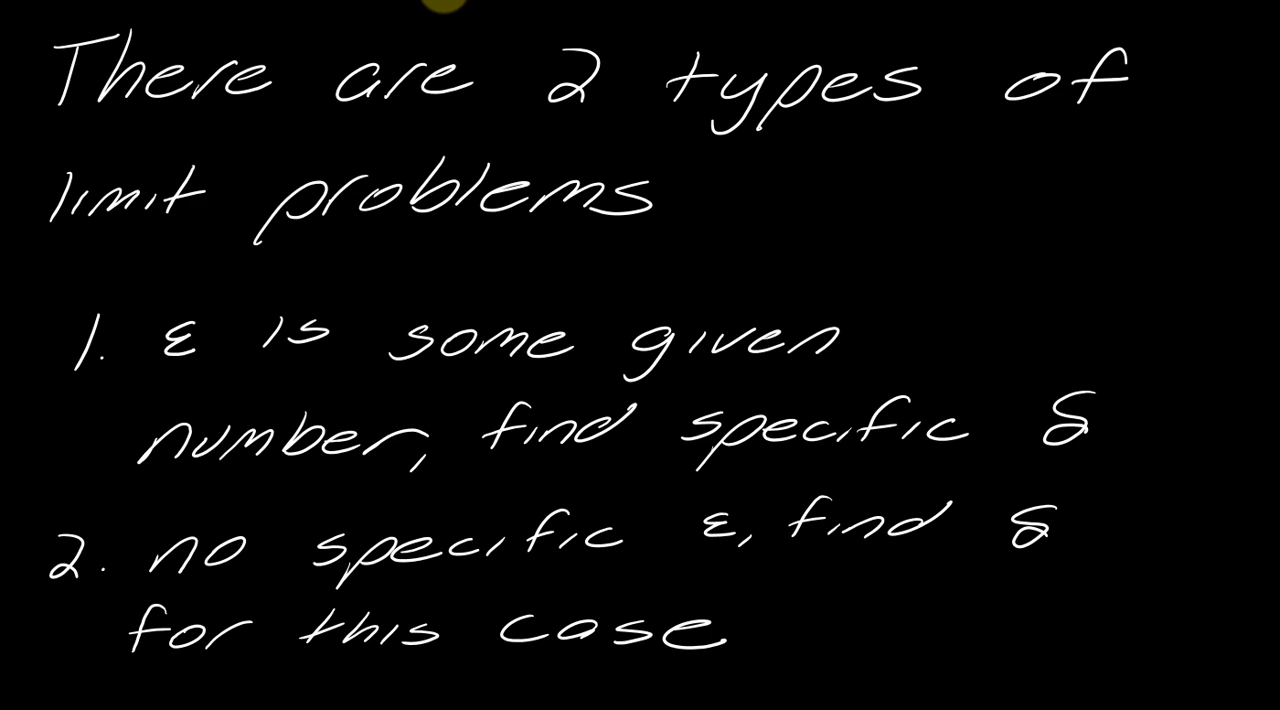 There are 2 types of
limit problems
1. ε is some given
number, find specific δ
2. no specific ε, find δ
for this case